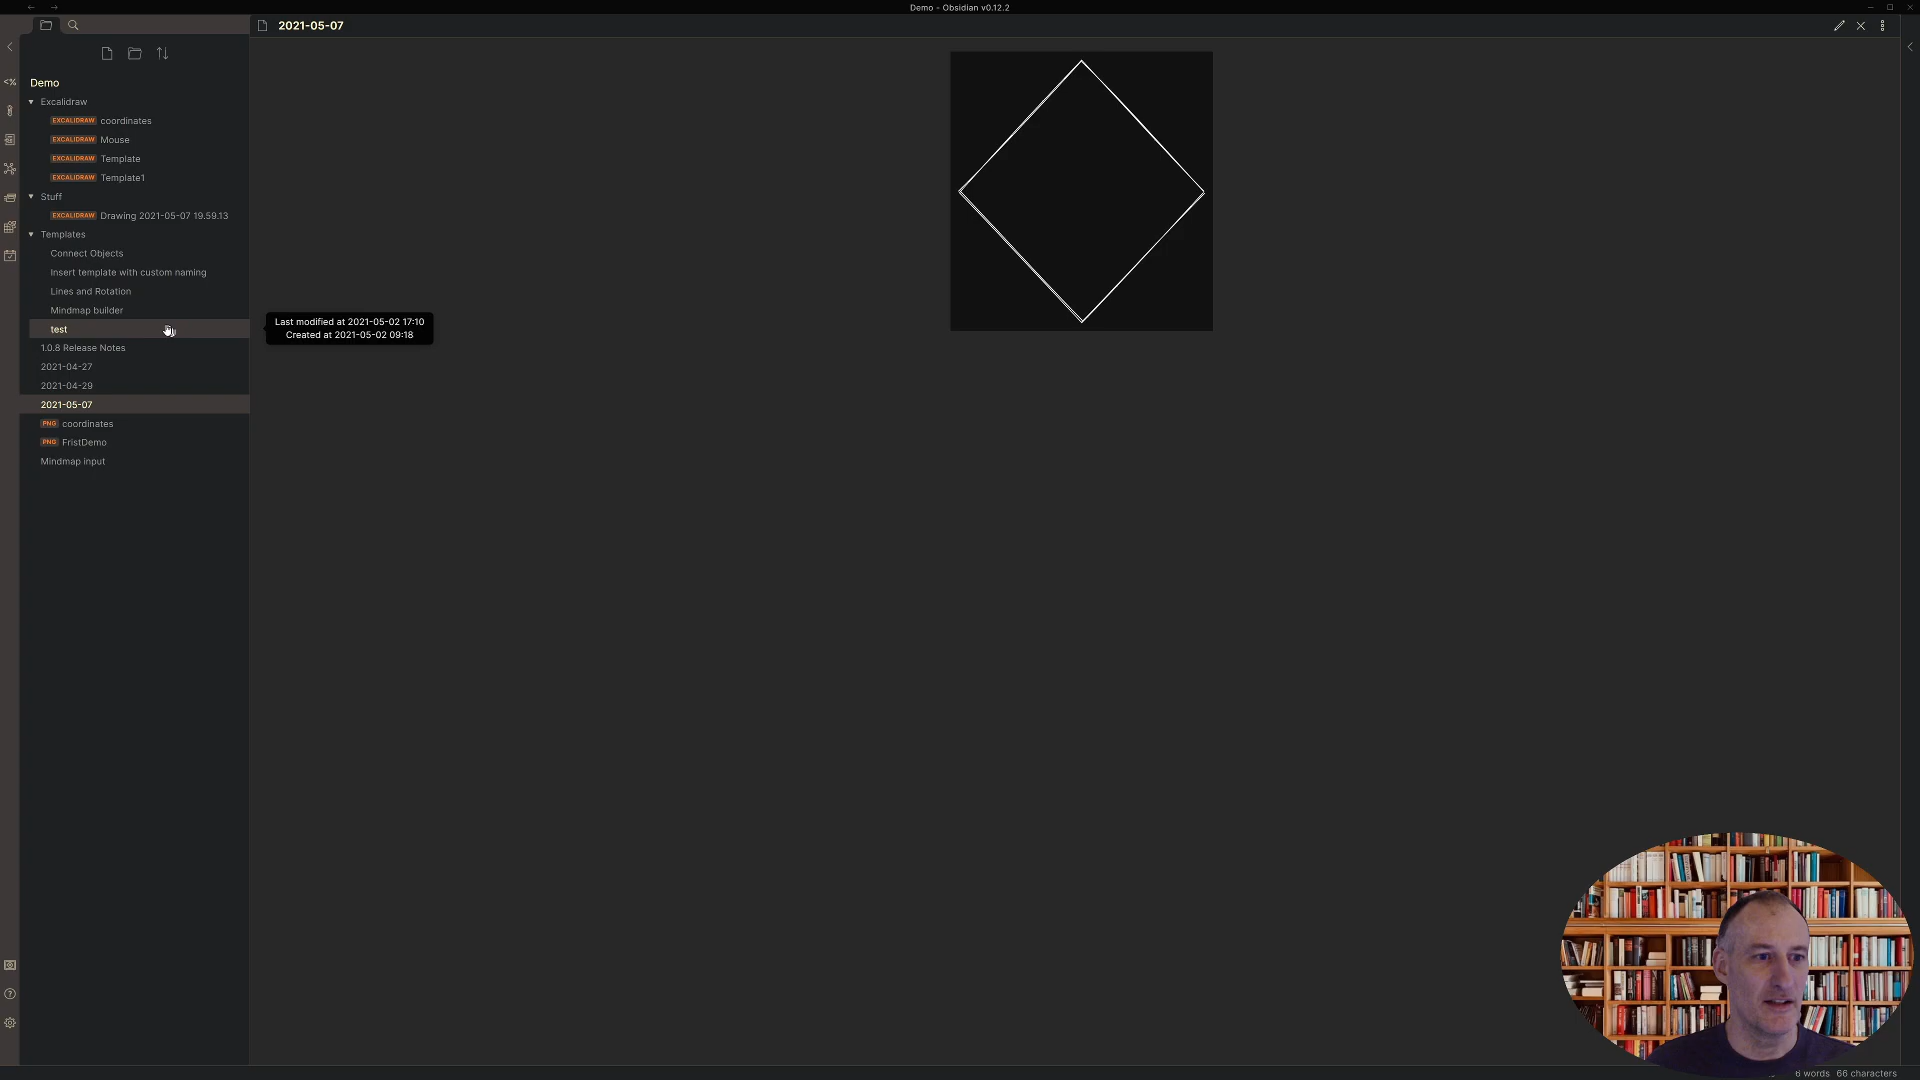 Demo - Obsidian v0.12.2
2021-05-07
Demo
Excalidraw
EXCALIDRAW coordinates
EXCALIDRAW Mouse
EXCALIDRAW Template
EXCALIDRAW Template1
Stuff
EXCALIDRAW Drawing 2021-05-07 19.59.13
Templates
Connect Objects
Insert template with custom naming
Lines and Rotation
Mindmap builder
test
Last modified at 2021-05-02 17:10
Created at 2021-05-02 09:18
1.0.8 Release Notes
2021-04-27
2021-04-29
2021-05-07
PNG coordinates
PNG FristDemo
Mindmap input
6 words 66 characters